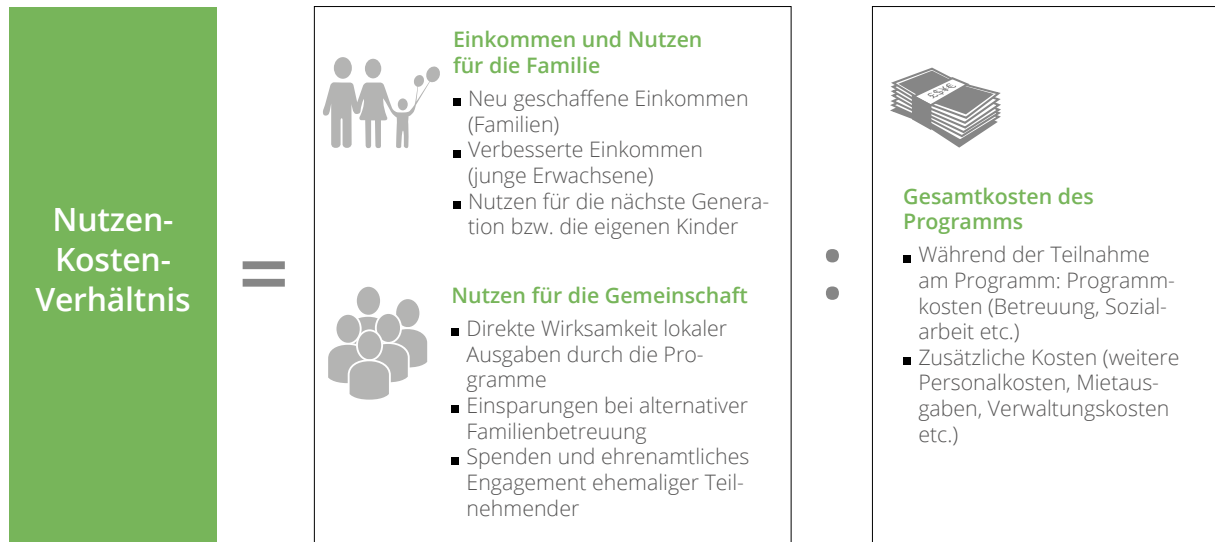 Nutzen-
Kosten-
Verhältnis
=
Einkommen und Nutzen
für die Familie
▪ Neu geschaffene Einkommen
(Familien)
▪ Verbesserte Einkommen
(junge Erwachsene)
▪ Nutzen für die nächste Genera-
tion bzw. die eigenen Kinder
Nutzen für die Gemeinschaft
▪ Direkte Wirksamkeit lokaler
Ausgaben durch die Pro-
gramme
▪ Einsparungen bei alternativer
Familienbetreuung
▪ Spenden und ehrenamtliches
Engagement ehemaliger Teil-
nehmender
:
£$¥€
Gesamtkosten des
Programms
▪ Während der Teilnahme
am Programm: Programm-
kosten (Betreuung, Sozial-
arbeit etc.)
▪ Zusätzliche Kosten (weitere
Personalkosten, Mietaus-
gaben, Verwaltungskosten
etc.)